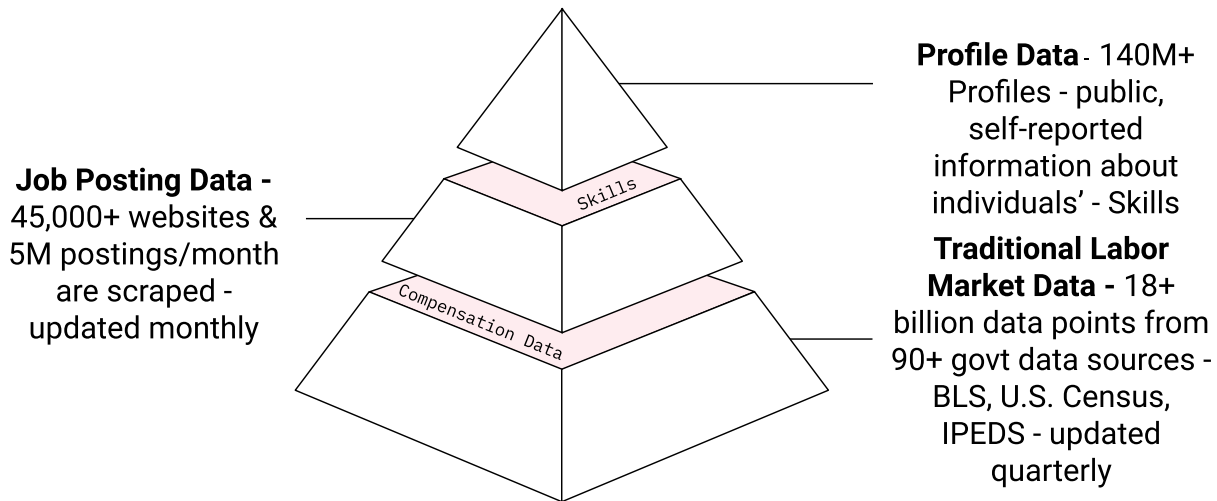 Profile Data - 140M+
Profiles - public,
self-reported
information about
individuals’ - Skills
Job Posting Data -
45,000+ websites &
5M postings/month
are scraped -
updated monthly
Skills
Compensation Data
Traditional Labor
Market Data - 18+
billion data points from
90+ govt data sources -
BLS, U.S. Census,
IPEDS - updated
quarterly